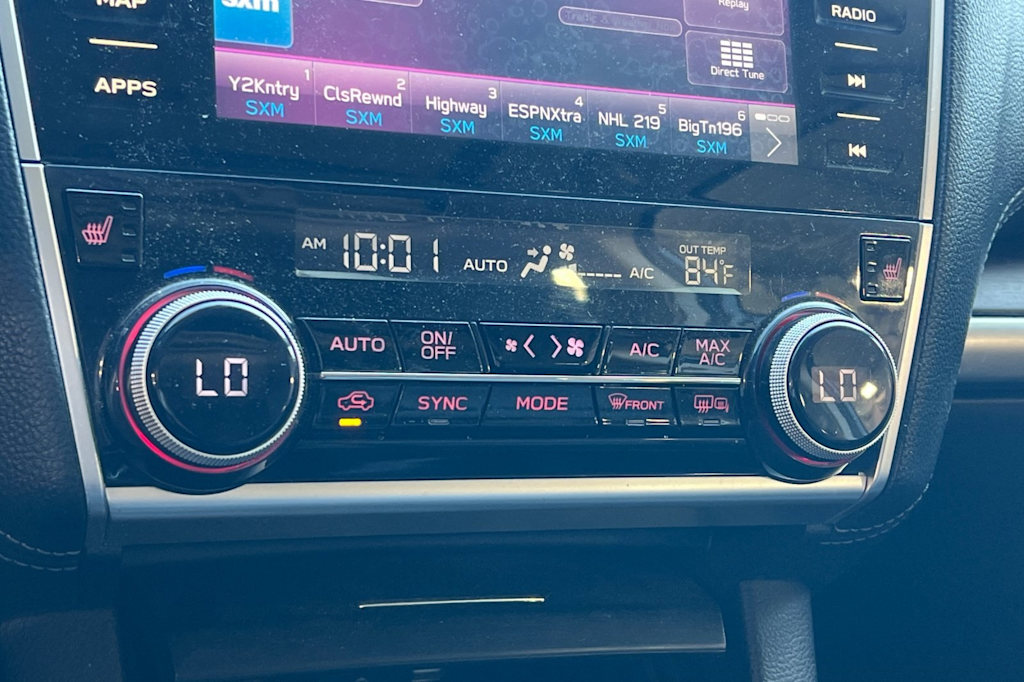 MAP
sxm
Replay
RADIO
APPS
Direct Tune
Y2Kntry 1
SXM
ClsRewnd 2
SXM
Highway 3
SXM
ESPNXtra 4
SXM
NHL 219 5
SXM
BigTn196 6
SXM
AM 10:01
AUTO
A/C
OUT TEMP
84°F
LO
AUTO
ON/
OFF
A/C
MAX
A/C
LO
SYNC
MODE
FRONT